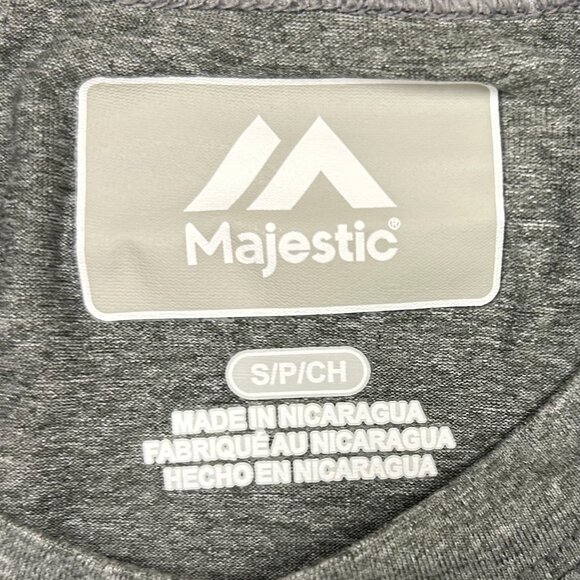 Majestic®
S/P/CH
MADE IN NICARAGUA
FABRIQUÉ AU NICARAGUA
HECHO EN NICARAGUA